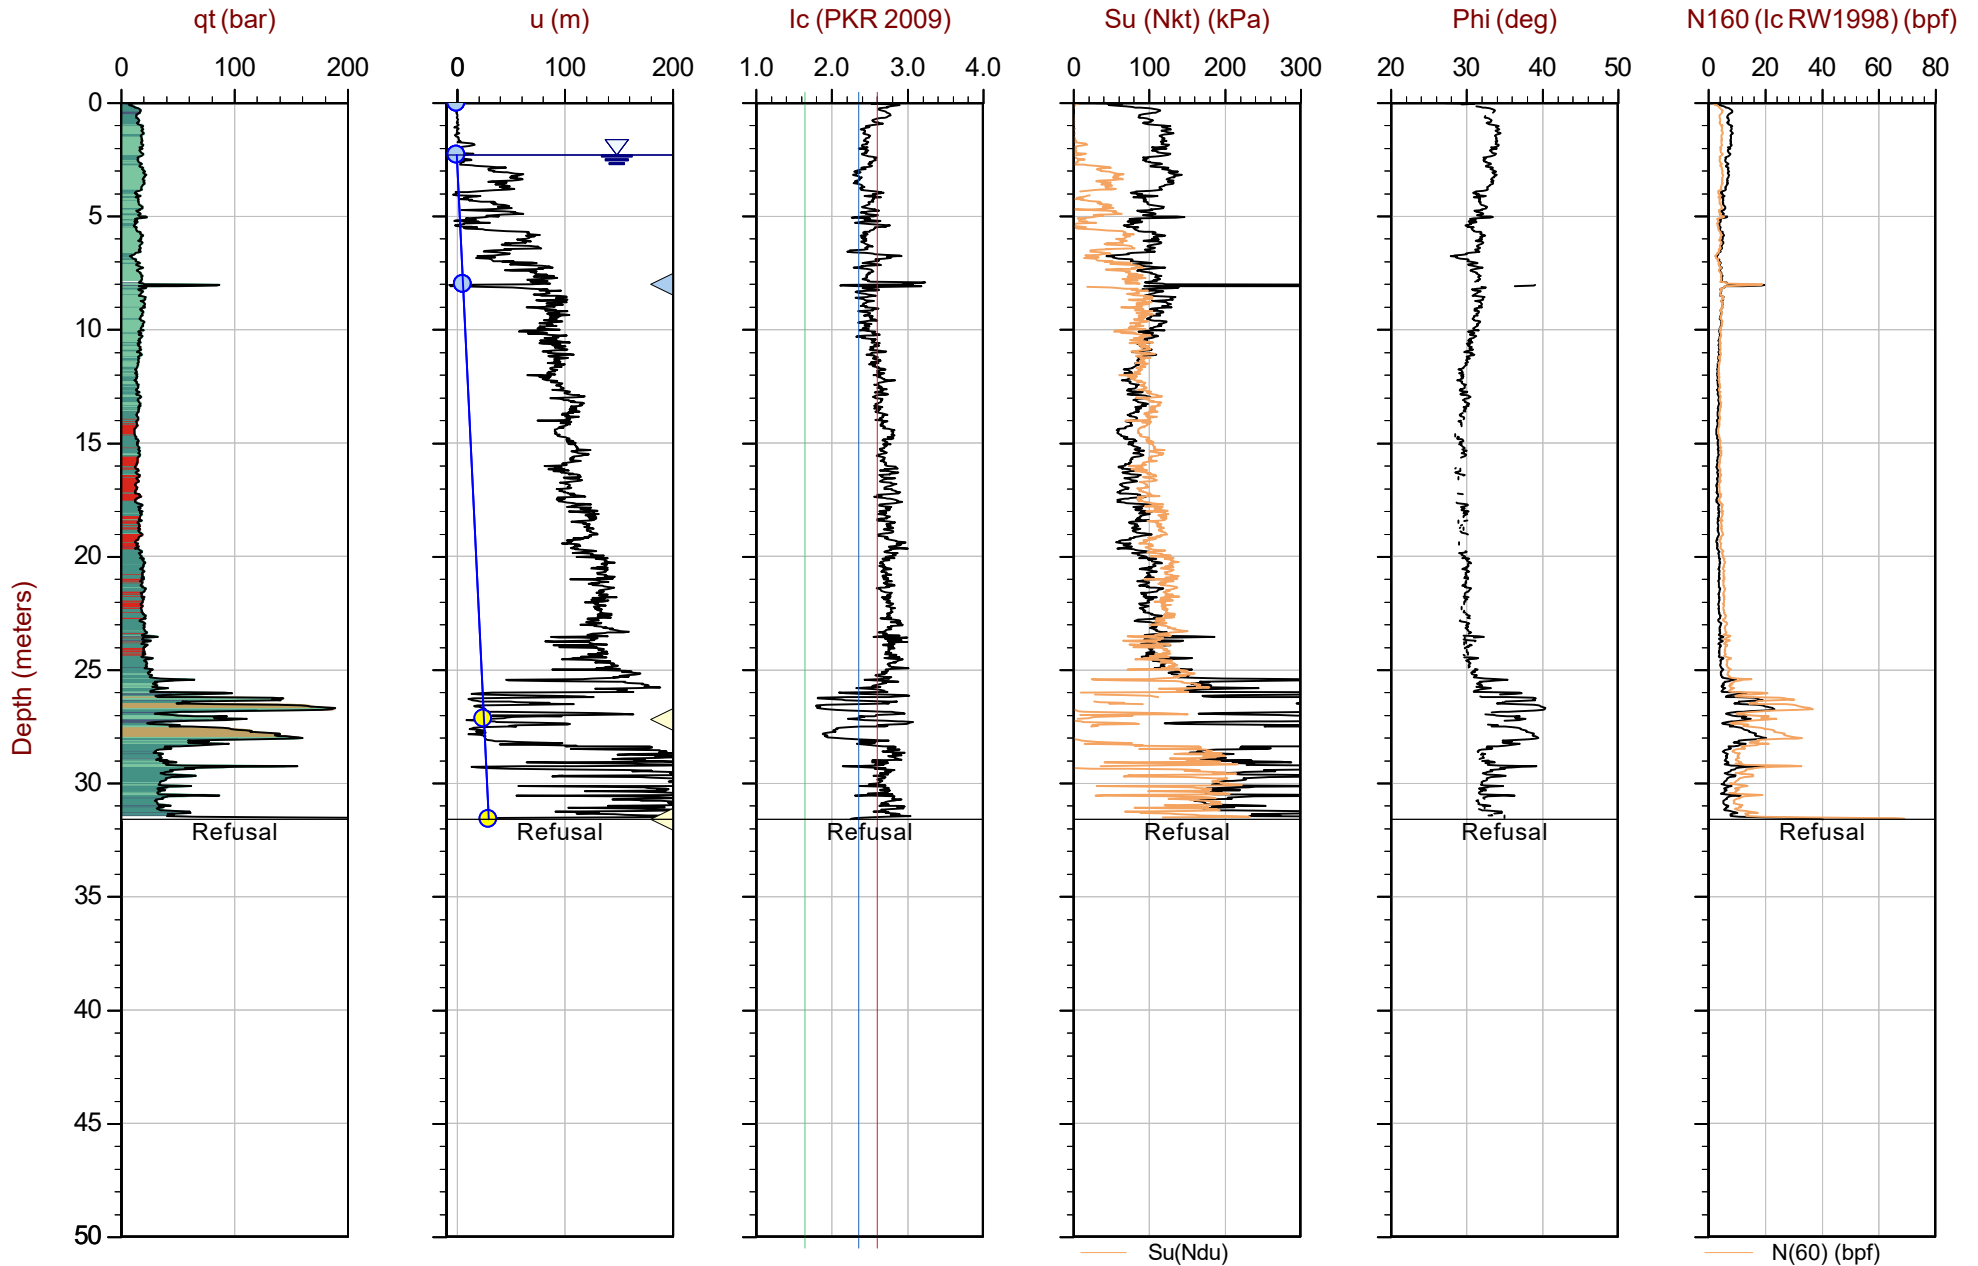 qt (bar) u (m) Ic (PKR 2009) Su (Nkt) (kPa) Phi (deg) N160 (Ic RW1998) (bpf)
0 100 200 0 100 200 1.0 2.0 3.0 4.0 0 100 200 300 20 30 40 50 0 20 40 60 80
0
5
10
15
20
25
30
Refusal Refusal Refusal Refusal Refusal Refusal
35
40
45
50
Depth (meters)
Su(Ndu) N(60) (bpf)